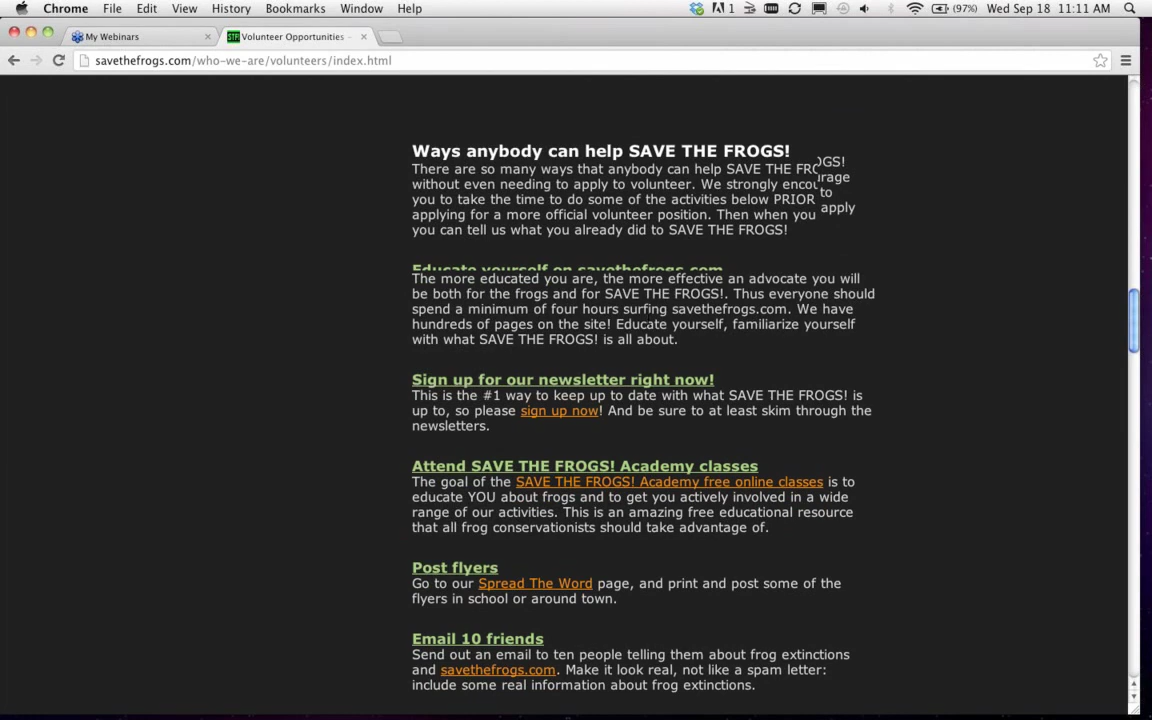 Chrome File Edit View History Bookmarks Window Help 1 (97%) Wed Sep 18 11:11 AM
My Webinars
STF Volunteer Opportunities -
savethefrogs.com/who-we-are/volunteers/index.html
Ways anybody can help SAVE THE FROGS!
There are so many ways that anybody can help SAVE THE FROGS!
without even needing to apply to volunteer. We strongly encourage
you to take the time to do some of the activities below PRIOR to
applying for a more official volunteer position. Then when you apply
you can tell us what you already did to SAVE THE FROGS!
Educate yourself on savethefrogs.com
The more educated you are, the more effective an advocate you will
be both for the frogs and for SAVE THE FROGS!. Thus everyone should
spend a minimum of four hours surfing savethefrogs.com. We have
hundreds of pages on the site! Educate yourself, familiarize yourself
with what SAVE THE FROGS! is all about.
Sign up for our newsletter right now!
This is the #1 way to keep up to date with what SAVE THE FROGS! is
up to, so please sign up now! And be sure to at least skim through the
newsletters.
Attend SAVE THE FROGS! Academy classes
The goal of the SAVE THE FROGS! Academy free online classes is to
educate YOU about frogs and to get you actively involved in a wide
range of our activities. This is an amazing free educational resource
that all frog conservationists should take advantage of.
Post flyers
Go to our Spread The Word page, and print and post some of the
flyers in school or around town.
Email 10 friends
Send out an email to ten people telling them about frog extinctions
and savethefrogs.com. Make it look real, not like a spam letter:
include some real information about frog extinctions.